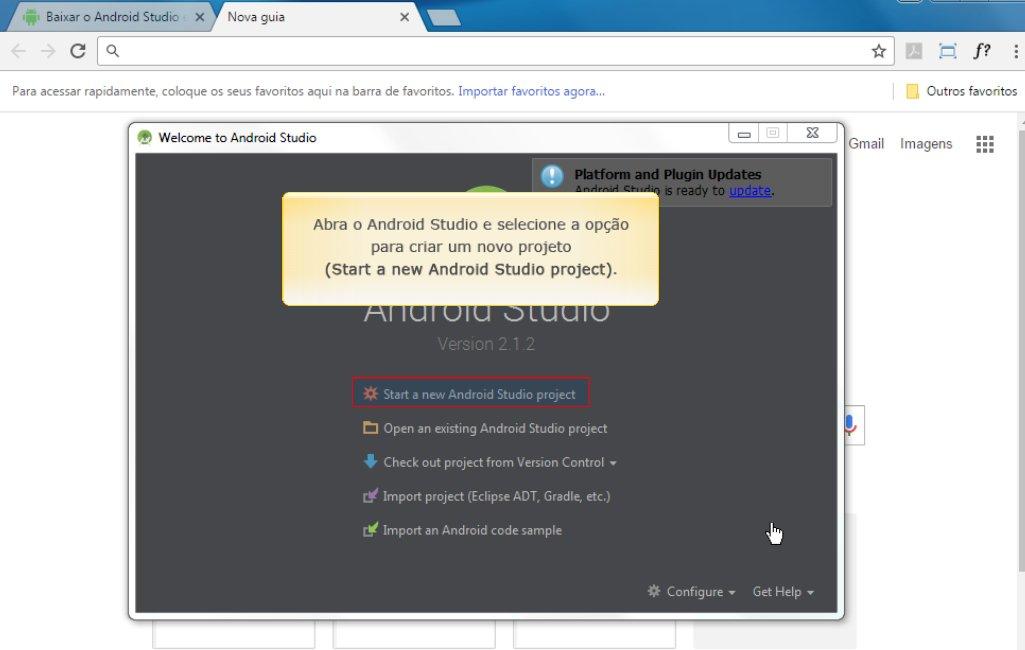 Baixar o Android Studio e
Nova guia
f?
Para acessar rapidamente, coloque os seus favoritos aqui na barra de favoritos. Importar favoritos agora...
Outros favoritos
Gmail
Imagens
Welcome to Android Studio
Platform and Plugin Updates
Android Studio is ready to update.
Abra o Android Studio e selecione a opção
para criar um novo projeto
(Start a new Android Studio project).
Android Studio
Version 2.1.2
Start a new Android Studio project
Open an existing Android Studio project
Check out project from Version Control
Import project (Eclipse ADT, Gradle, etc.)
Import an Android code sample
Configure
Get Help